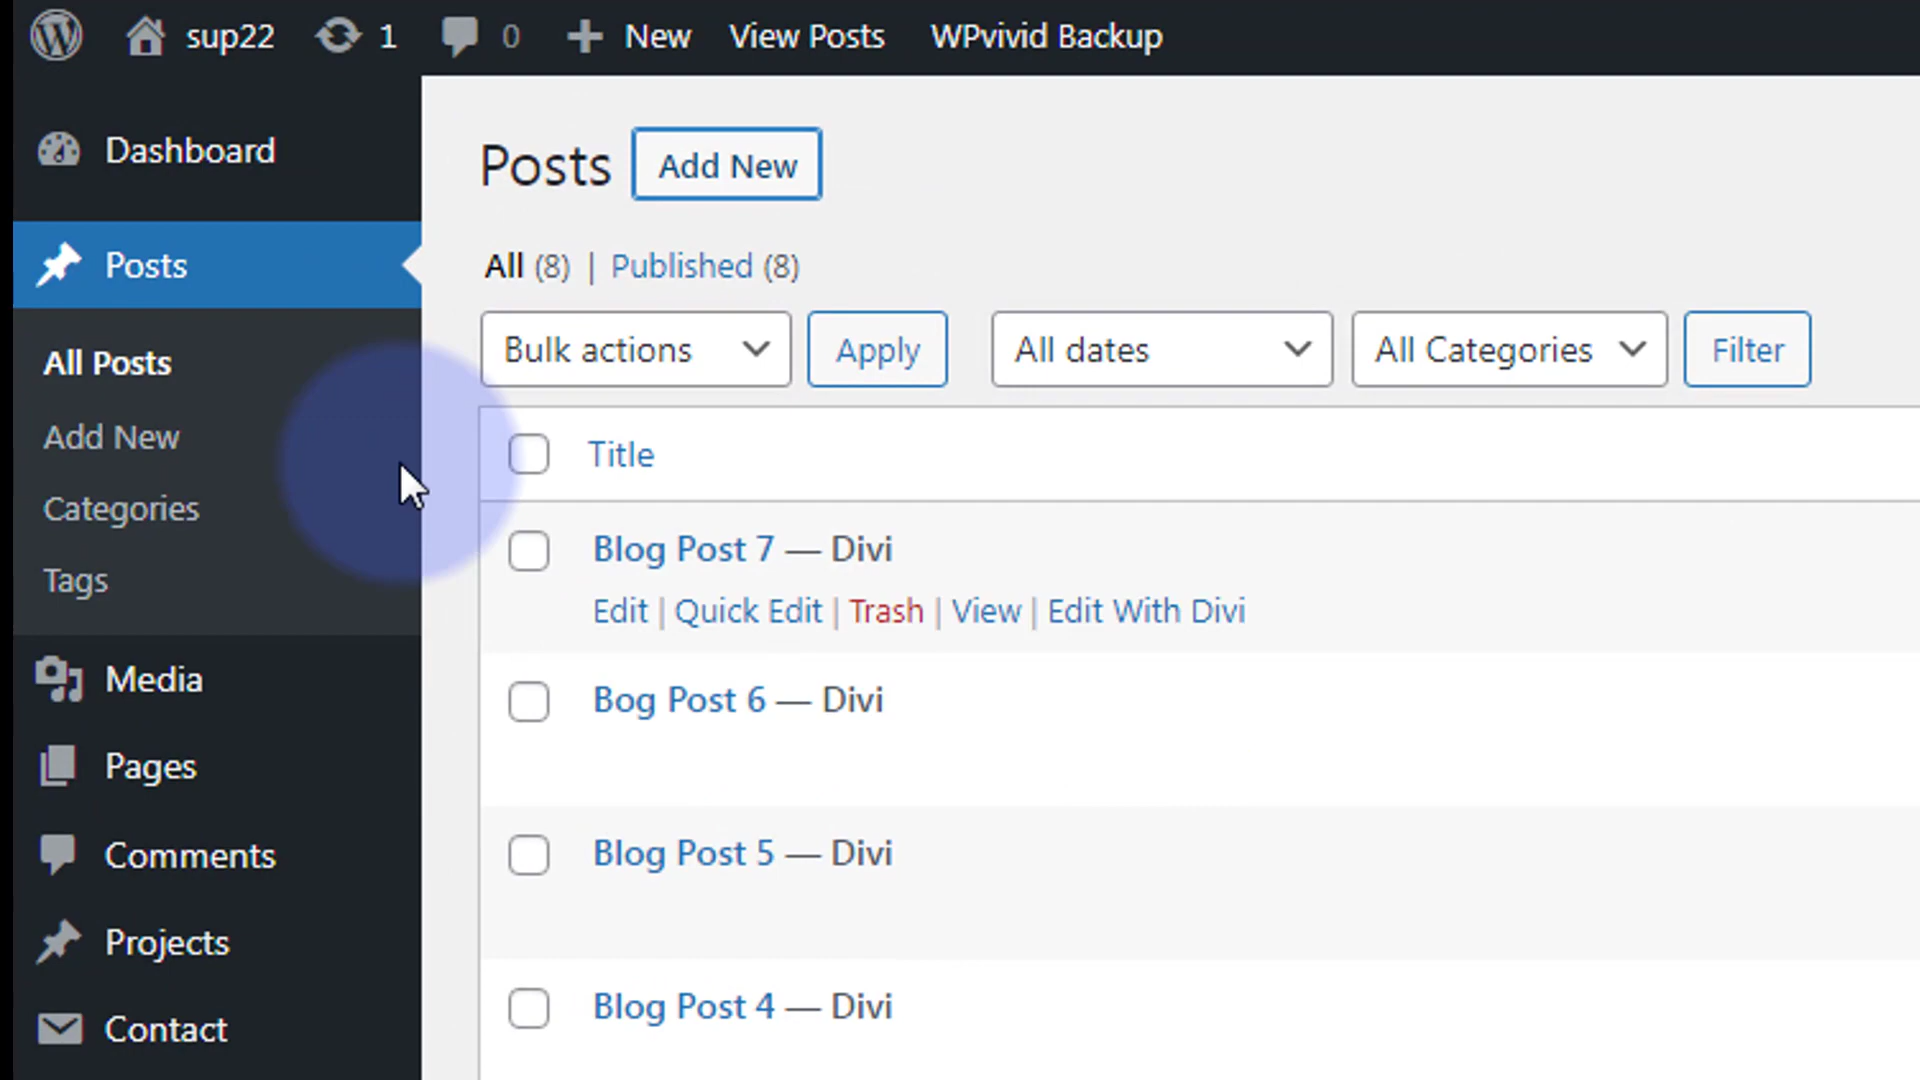 sup22 1 0 New View Posts WPvivid Backup
Dashboard
Posts
All Posts
Add New
Categories
Tags
Media
Pages
Comments
Projects
Contact
Posts Add New
All (8) | Published (8)
Bulk actions Apply All dates All Categories Filter
Title
Blog Post 7 — Divi
Edit | Quick Edit | Trash | View | Edit With Divi
Bog Post 6 — Divi
Blog Post 5 — Divi
Blog Post 4 — Divi